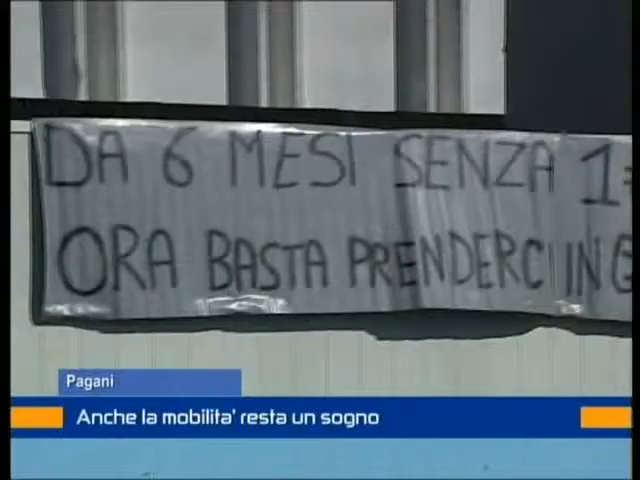 DA 6 MESI SENZA 1
ORA BASTA PRENDERCI IN
Pagani
Anche la mobilita' resta un sogno